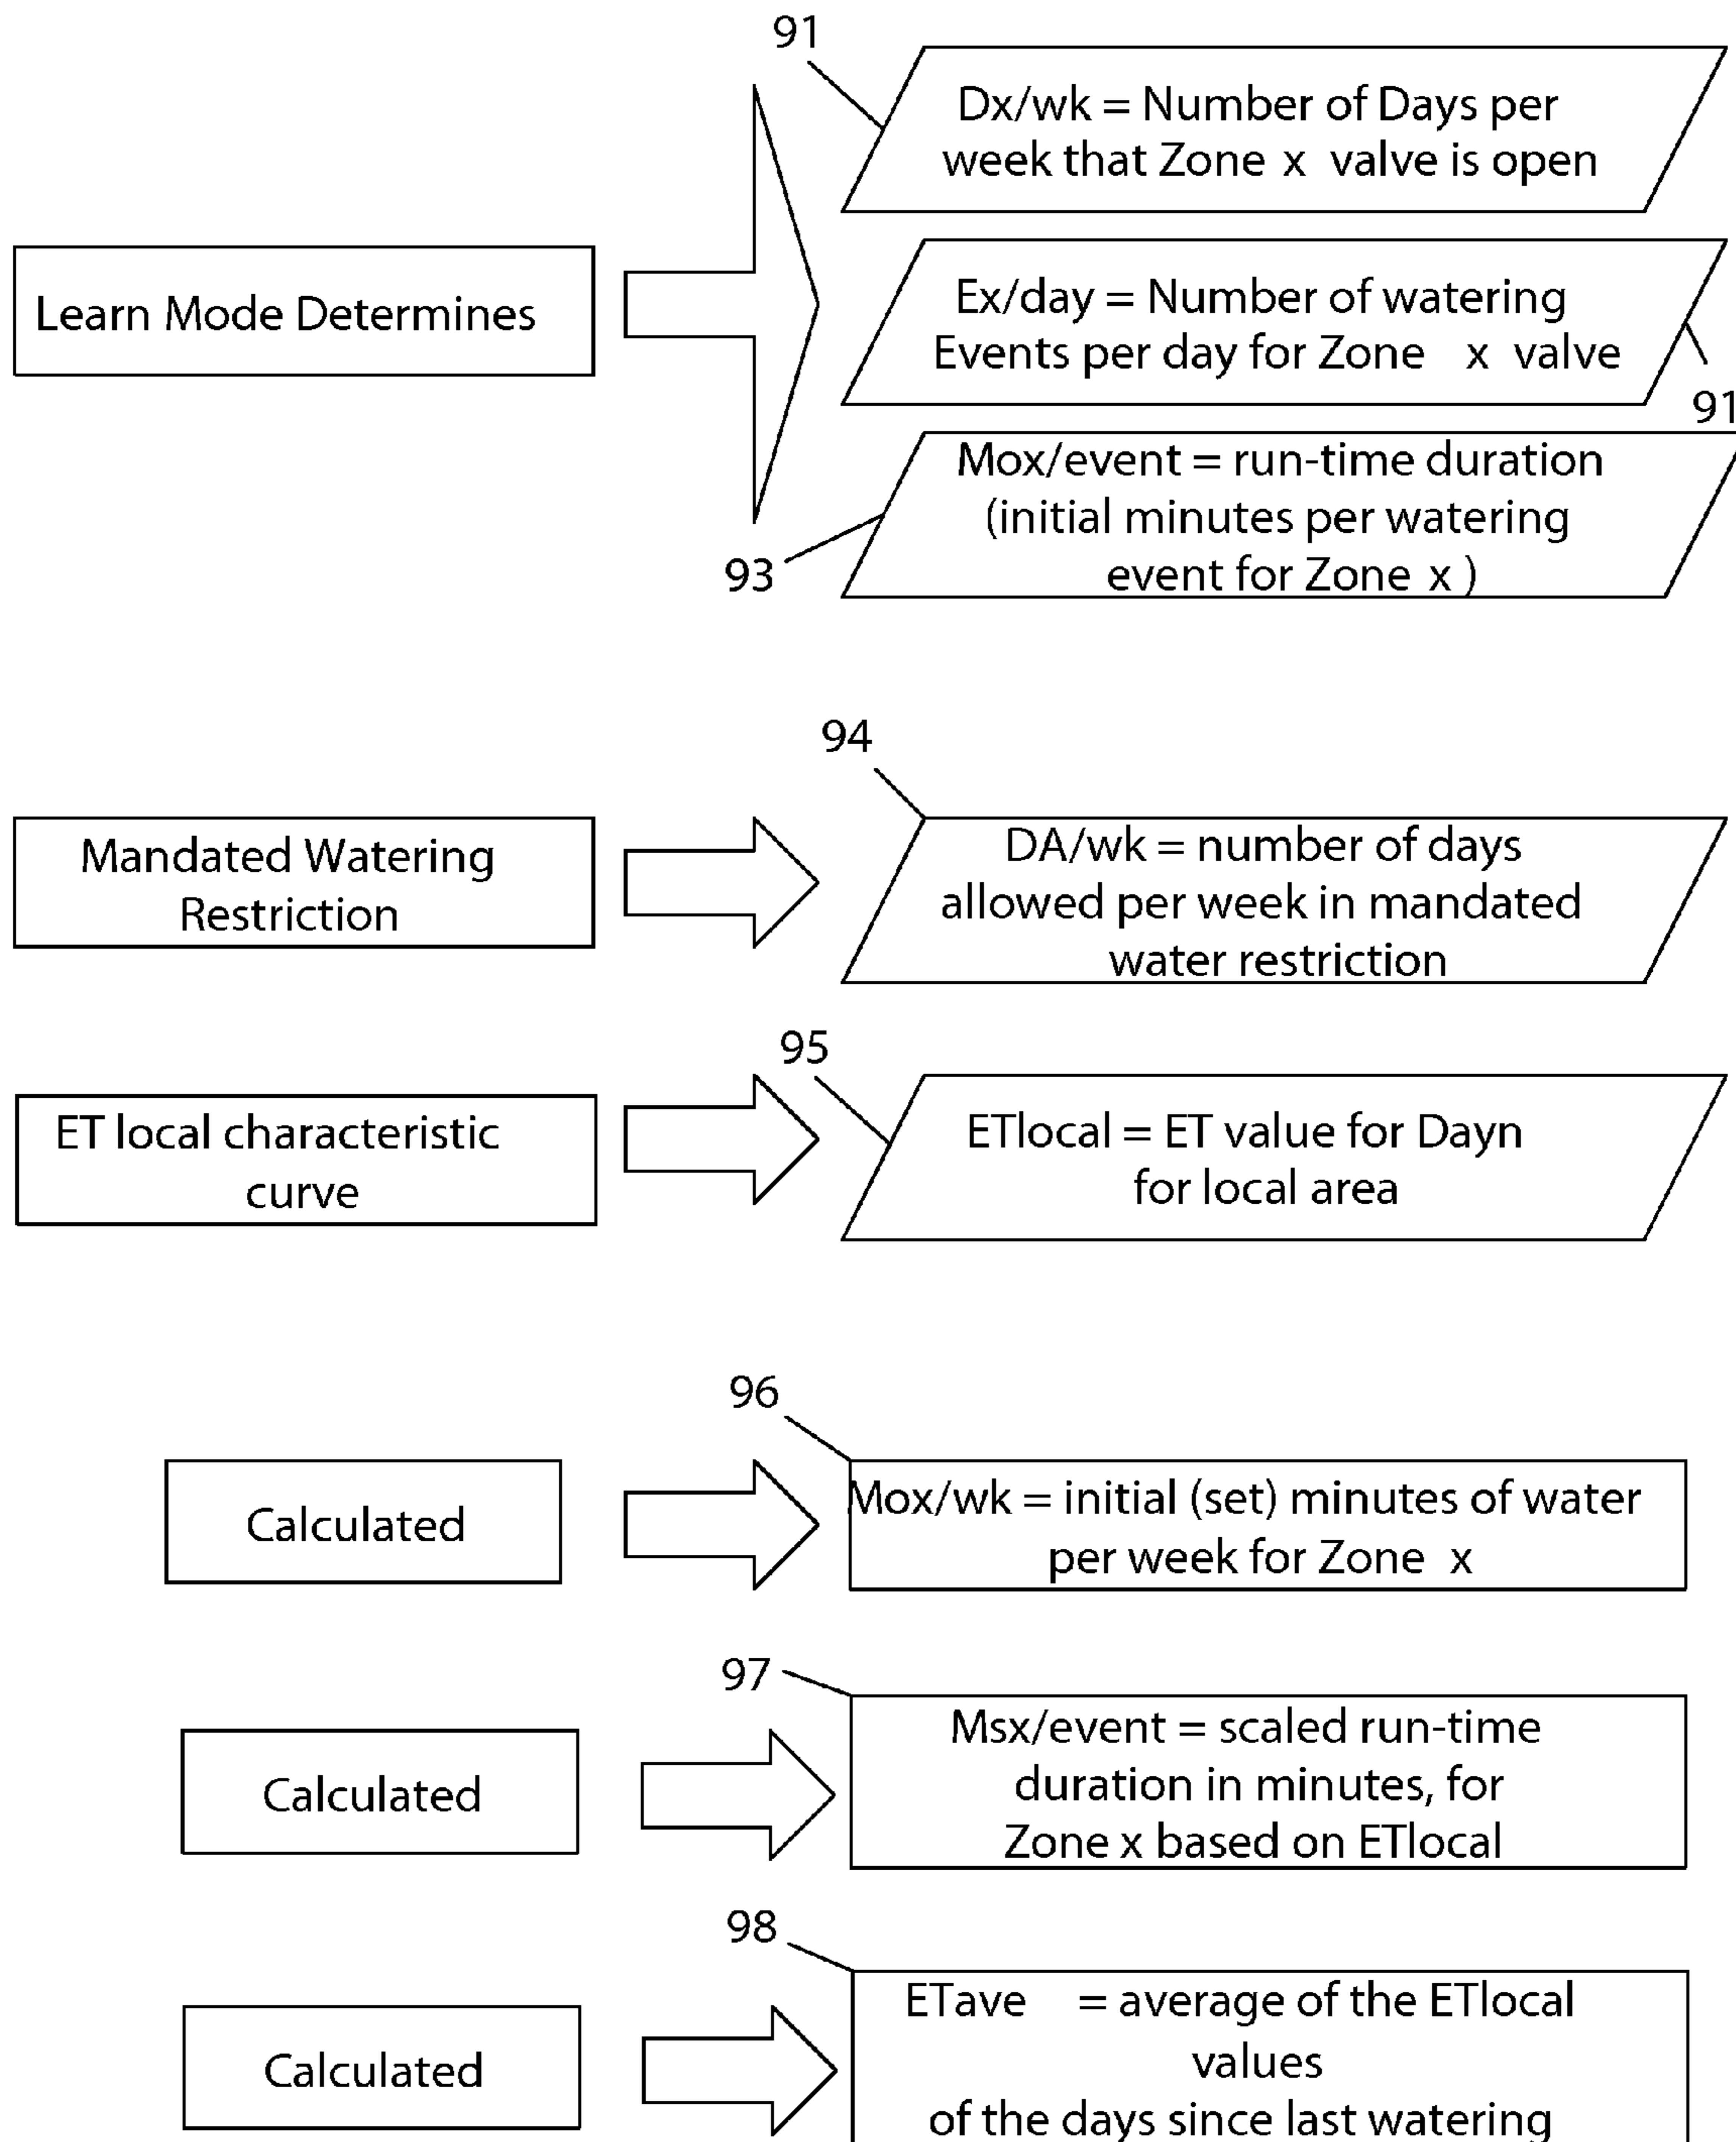 91
Dx/wk = Number of Days per
week that Zone x valve is open
Learn Mode Determines
Ex/day = Number of watering
Events per day for Zone x valve
91
Mox/event = run-time duration
(initial minutes per watering
event for Zone x )
93
94
Mandated Watering
Restriction
DA/wk = number of days
allowed per week in mandated
water restriction
95
ET local characteristic
curve
ETlocal = ET value for Dayn
for local area
96
Calculated
Mox/wk = initial (set) minutes of water
per week for Zone x
97
Calculated
Msx/event = scaled run-time
duration in minutes, for
Zone x based on ETlocal
98
Calculated
ETave = average of the ETlocal
values
of the days since last watering